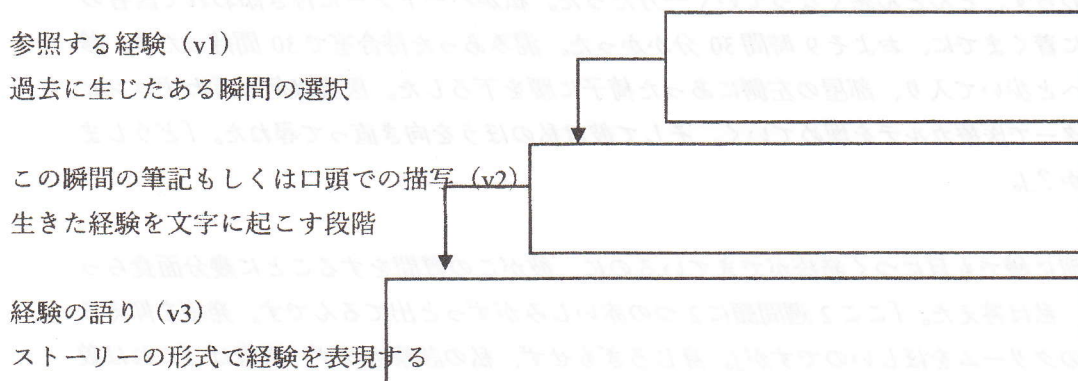 参照する経験（v1）
過去に生じたある瞬間の選択
この瞬間の筆記もしくは口頭での描写（v2）
生きた経験を文字に起こす段階
経験の語り（v3）
ストーリーの形式で経験を表現する